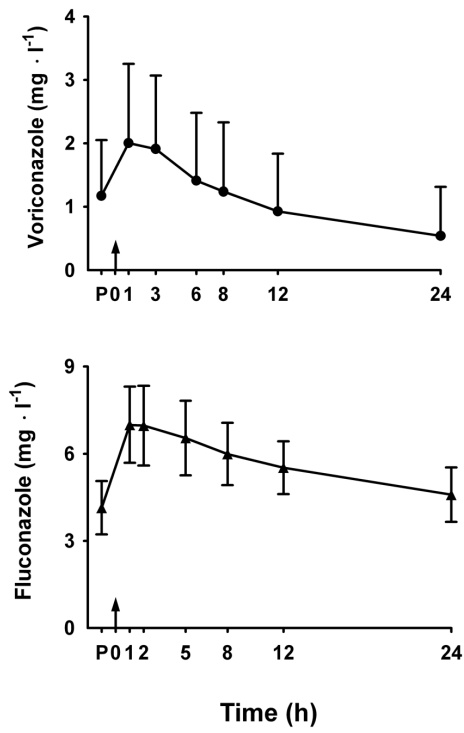 Voriconazole (mg · l⁻¹)
4
3
2
1
0
P 0 1 3 6 8 12 24
Fluconazole (mg · l⁻¹)
9
6
3
0
P 0 1 2 5 8 12 24
Time (h)